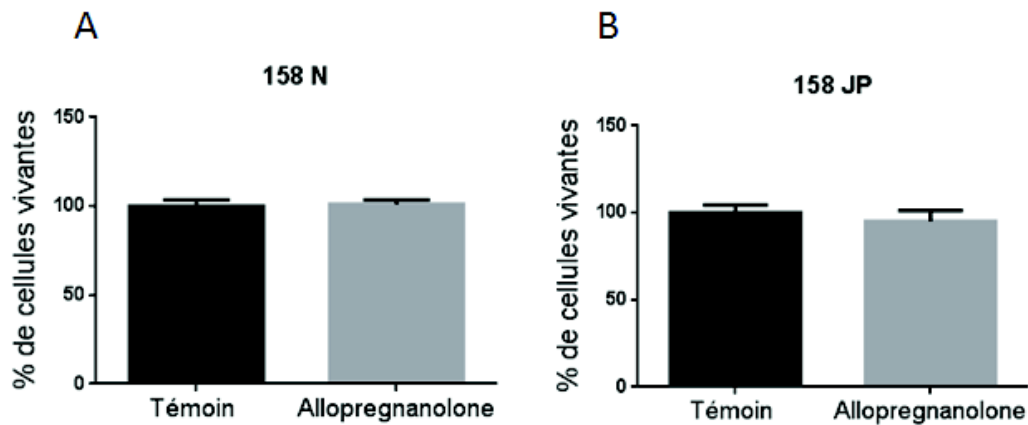 A
158 N
% de cellules vivantes
150
100
50
0
Témoin
Allopregnanolone
B
158 JP
% de cellules vivantes
150
100
50
0
Témoin
Allopregnanolone